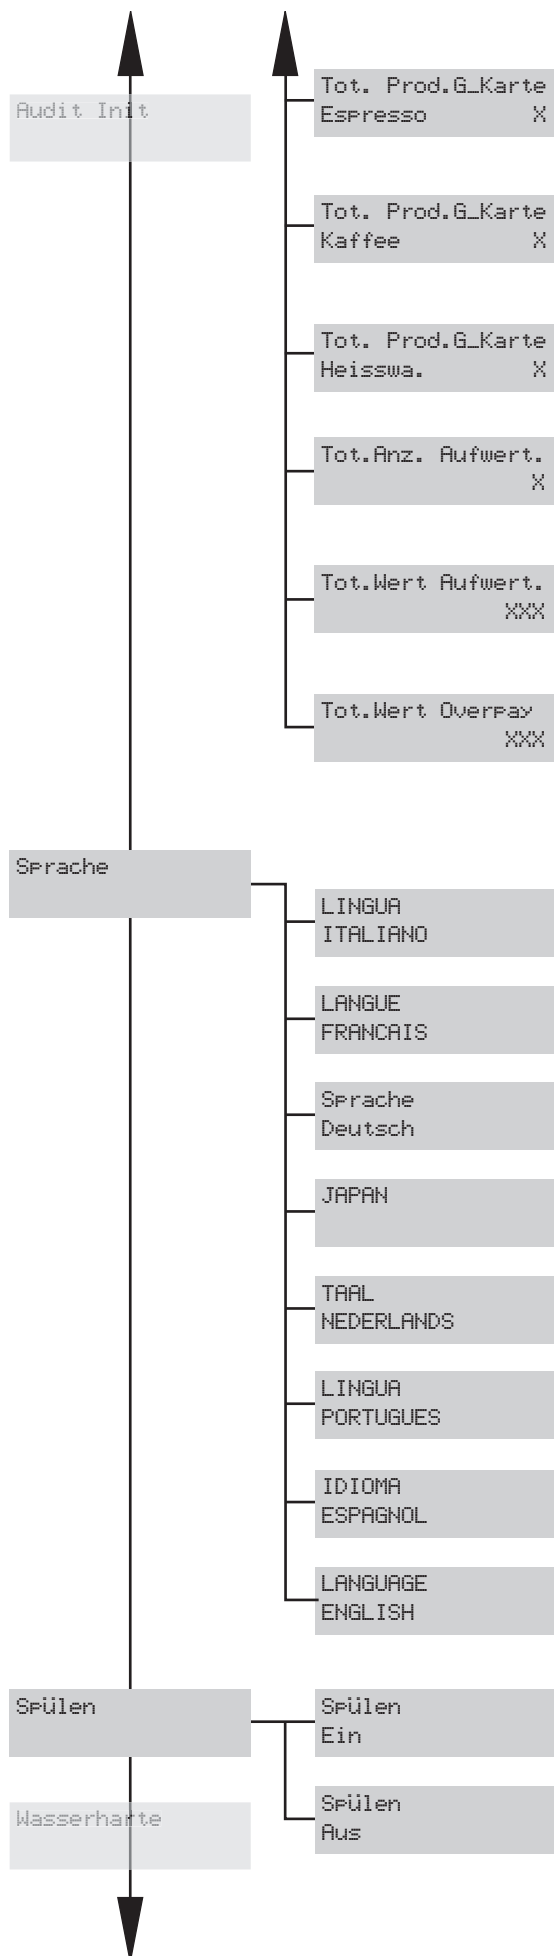 Audit Init
Tot. Prod.G_Karte
Espresso X
Tot. Prod.G_Karte
Kaffee X
Tot. Prod.G_Karte
Heisswa. X
Tot.Anz. Aufwert.
X
Tot.Wert Aufwert.
XXX
Tot.Wert Overpay
XXX
Sprache
LINGUA
ITALIANO
LANGUE
FRANCAIS
Sprache
Deutsch
JAPAN
TAAL
NEDERLANDS
LINGUA
PORTUGUES
IDIOMA
ESPAGNOL
LANGUAGE
ENGLISH
Spülen
Spülen
Ein
Spülen
Aus
Wasserharte